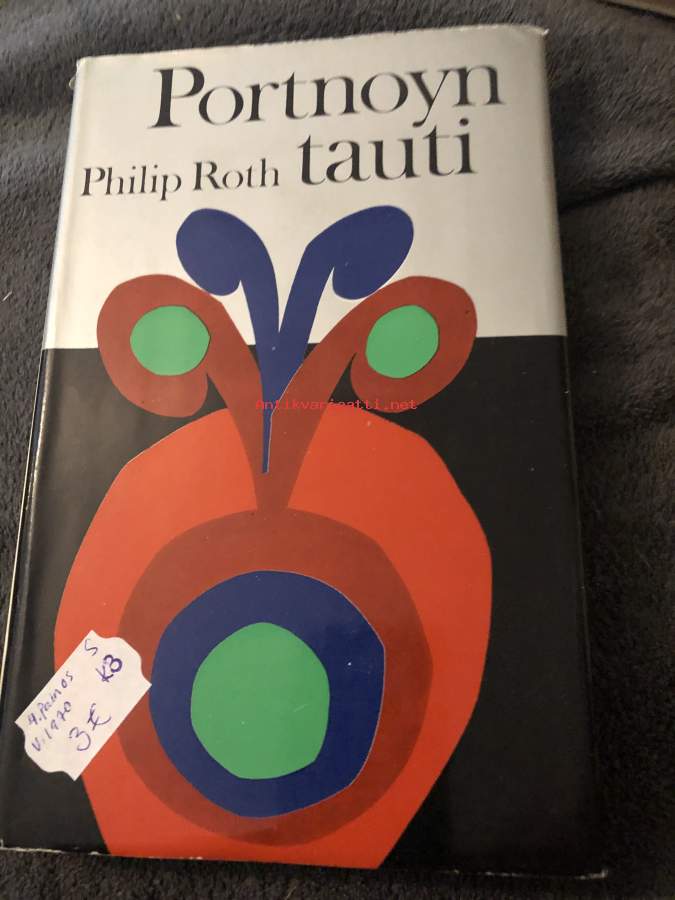 Portnoyn
Philip Roth tauti
Antikvariaatti.net
4. Painos S
V. 1970 K3
3 €